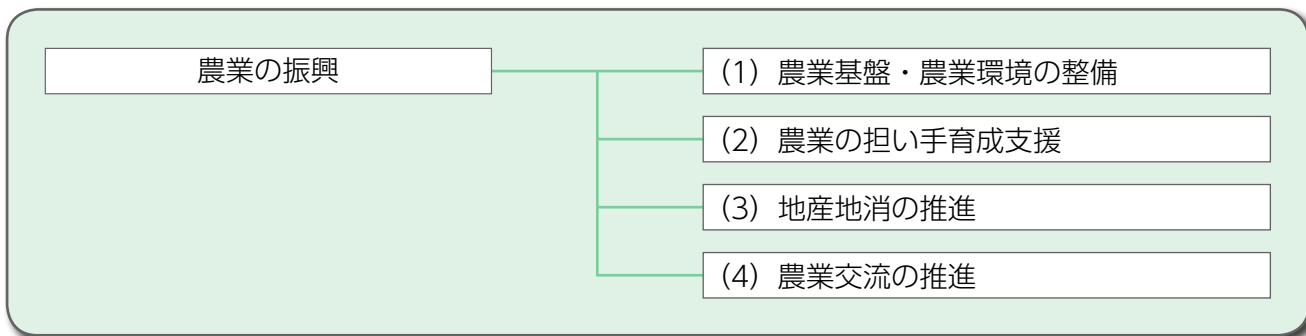 農業の振興
(1) 農業基盤・農業環境の整備
(2) 農業の担い手育成支援
(3) 地産地消の推進
(4) 農業交流の推進